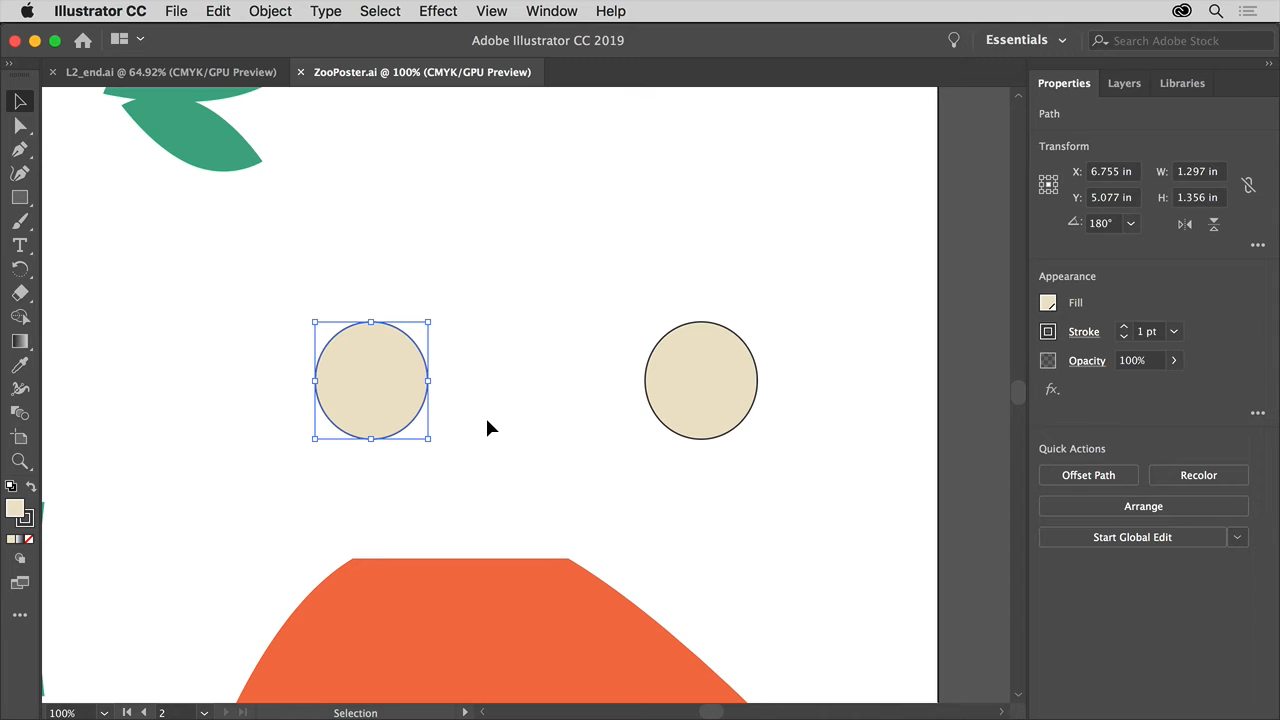 Illustrator CC File Edit Object Type Select Effect View Window Help
Adobe Illustrator CC 2019
Essentials
Search Adobe Stock
L2_end.ai @ 64.92% (CMYK/GPU Preview)
ZooPoster.ai @ 100% (CMYK/GPU Preview)
Properties Layers Libraries
Path
Transform
X: 6.755 in W: 1.297 in
Y: 5.077 in H: 1.356 in
180°
Appearance
Fill
Stroke 1 pt
Opacity 100%
fx
Quick Actions
Offset Path Recolor
Arrange
Start Global Edit
100% 2 Selection